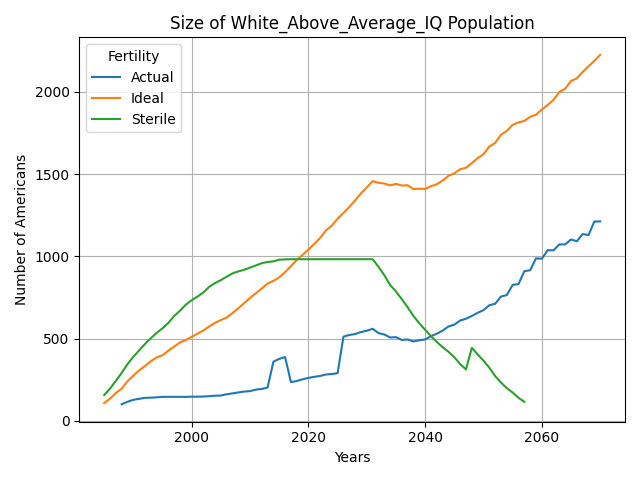 Size of White_Above_Average_IQ Population
Fertility
Actual
Ideal
Sterile
Number of Americans
2000
1500
1000
500
0
2000
2020
2040
2060
Years